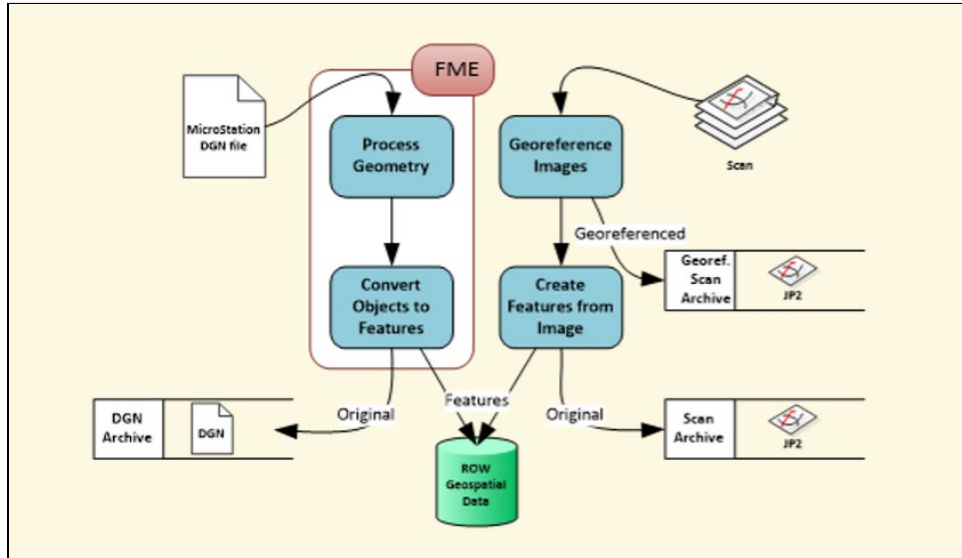 FME
MicroStation
DGN file
Process
Geometry
Georeference
Images
Scan
Georeferenced
Georef.
Scan
Archive
JP2
Convert
Objects to
Features
Create
Features from
Image
Original
Features
Original
DGN
Archive
DGN
Scan
Archive
JP2
ROW
Geospatial
Data